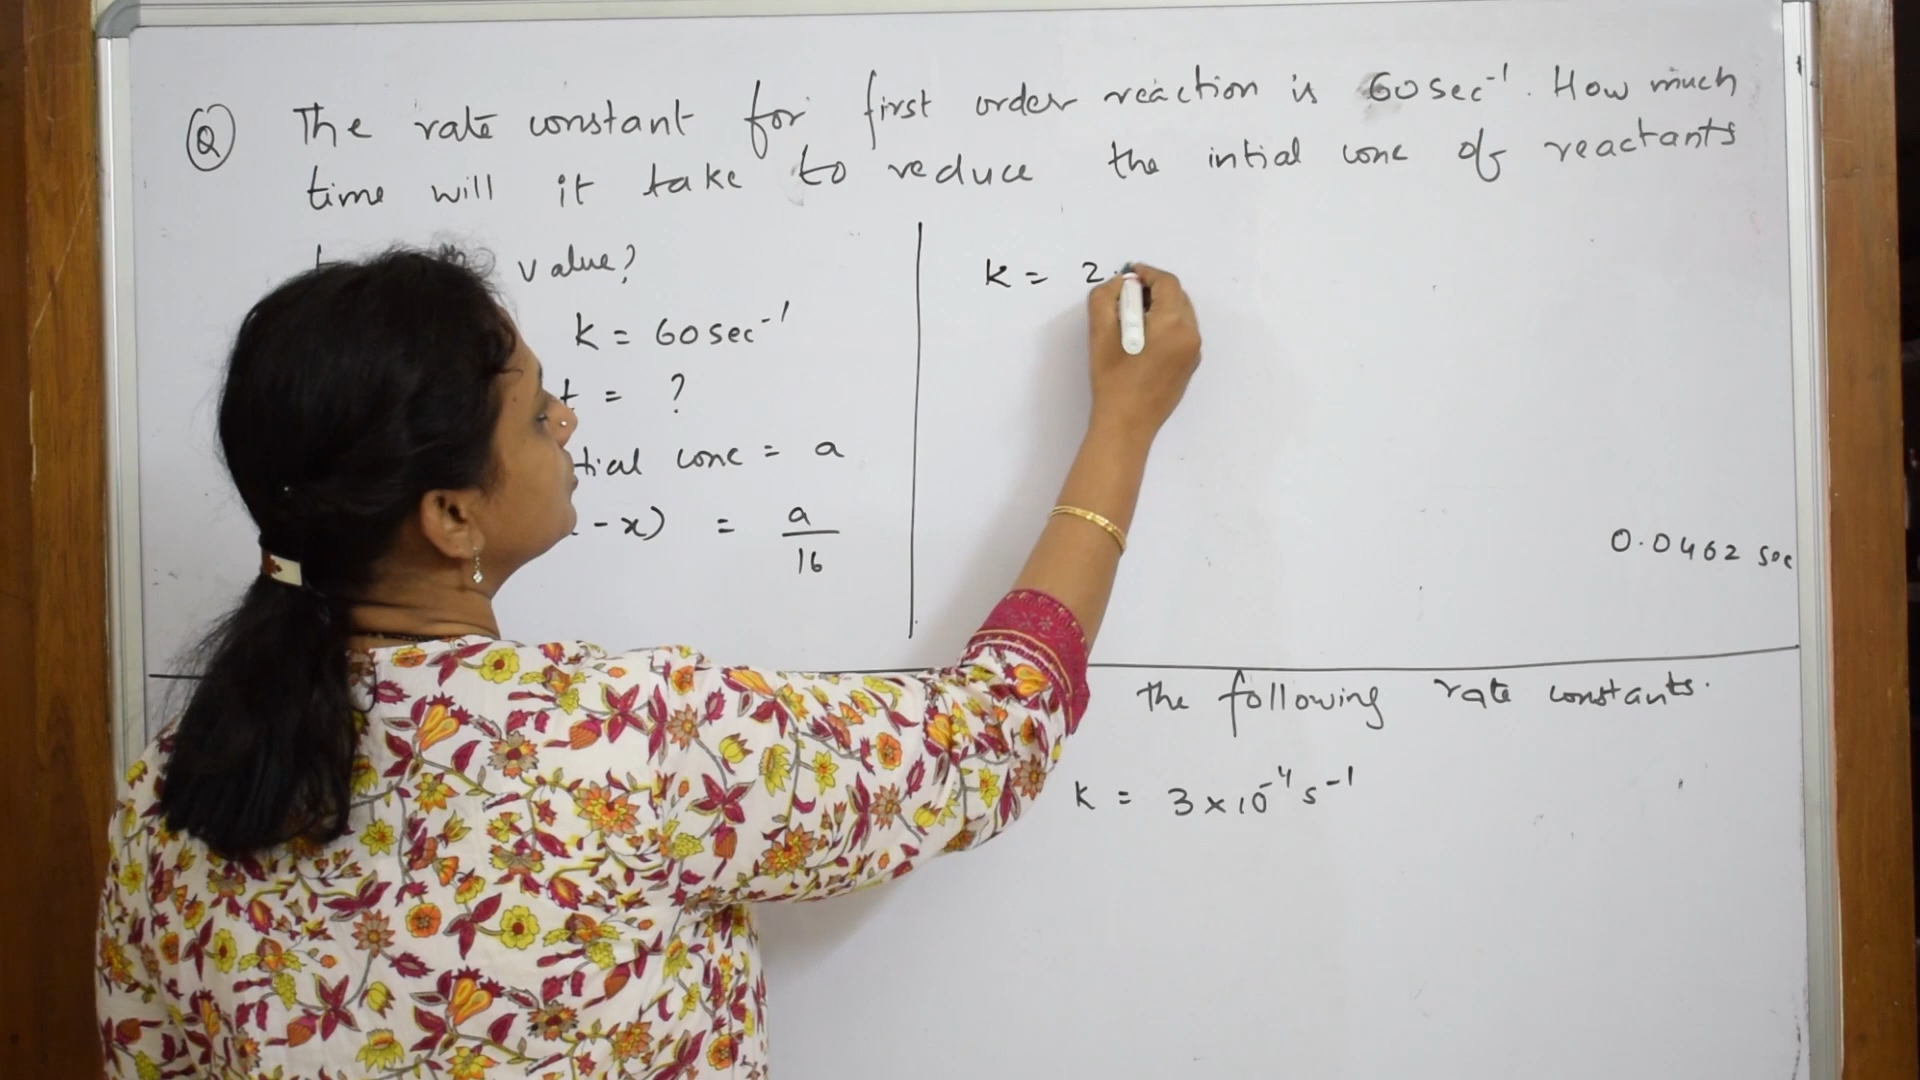 Q The rate constant for first order reaction is 60 sec⁻¹. How much
time will it take to reduce the intial conc of reactants
value?
k = 60 sec⁻¹
t = ?
tial conc = a
- x) = a/16
k = 2.
0.0462 sec
the following rate constants.
k = 3 × 10⁻⁴ s⁻¹